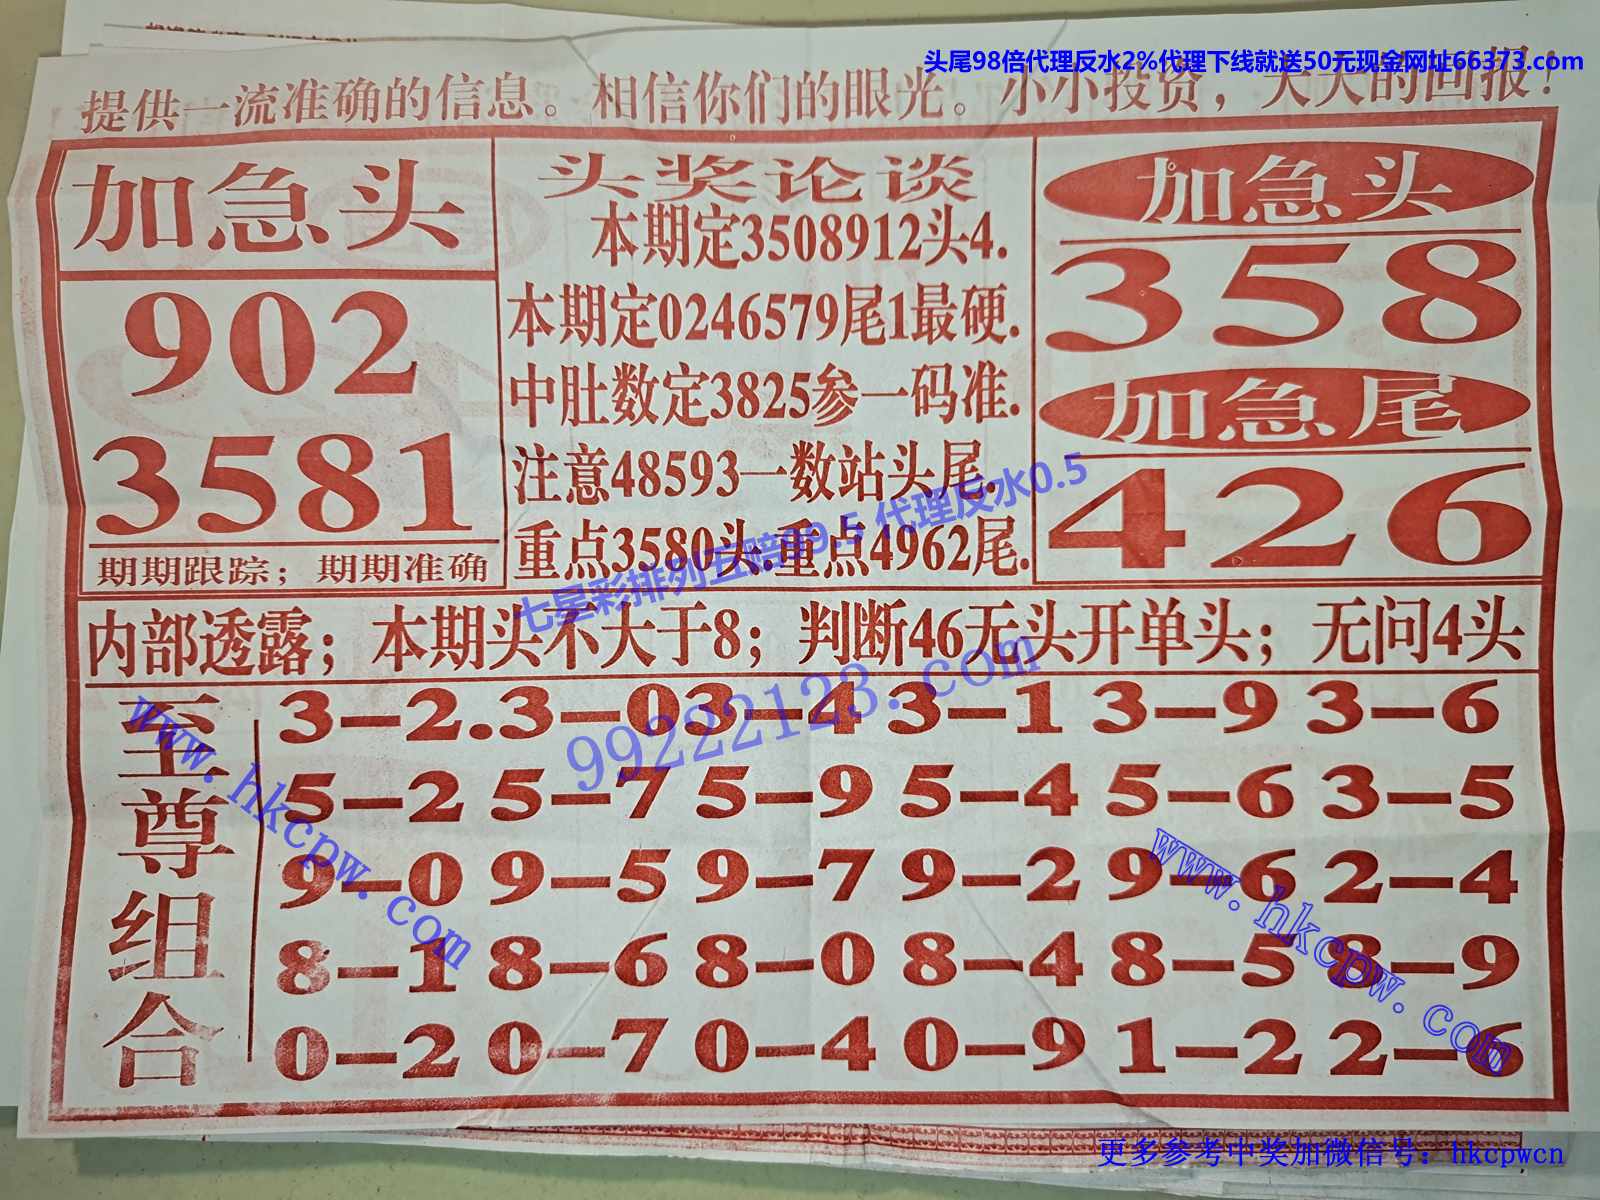 头尾98倍代理反水2%代理下线就送50元现金网址66373.com
提供一流准确的信息。相信你们的眼光。小小投资，天天的回报！
加急头
902
3581
期期跟踪；期期准确
头奖论谈
本期定3508912头4.
本期定0246579尾1最硬.
中肚数定3825参一码准.
注意48593一数站头尾.
重点3580头.重点4962尾.
加急头
358
加急尾
426
七星彩排列五赔99.5 代理反水0.5
内部透露；本期头不大于8；判断46无头开单头；无问4头
99222123.com
至尊组合
3—2.3—03—4 3—1 3—9 3—6
5—2 5—7 5—9 5—4 5—6 3—5
9—0 9—5 9—7 9—2 9—6 2—4
8—1 8—6 8—0 8—4 8—5 8—9
0—2 0—7 0—4 0—9 1—2 2—6
www.hkcpw.com
www.hkcpw.com
更多参考中奖加微信号：hkcpwcn